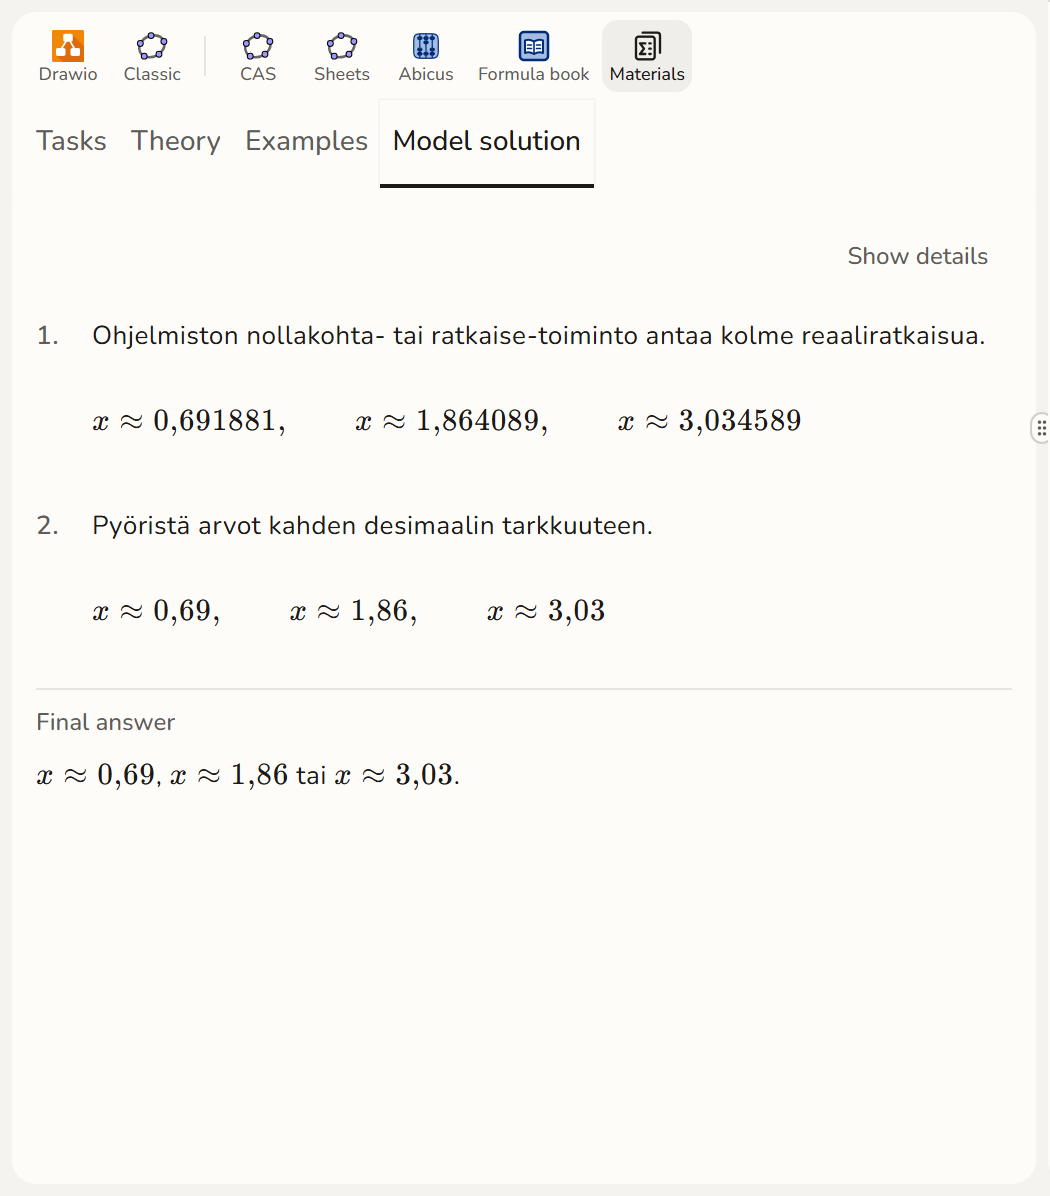 Drawio Classic CAS Sheets Abicus Formula book Materials
Tasks Theory Examples Model solution
Show details
1. Ohjelmiston nollakohta- tai ratkaise-toiminto antaa kolme reaaliratkaisua.
x ≈ 0,691881, x ≈ 1,864089, x ≈ 3,034589
2. Pyöristä arvot kahden desimaalin tarkkuuteen.
x ≈ 0,69, x ≈ 1,86, x ≈ 3,03
Final answer
x ≈ 0,69, x ≈ 1,86 tai x ≈ 3,03.